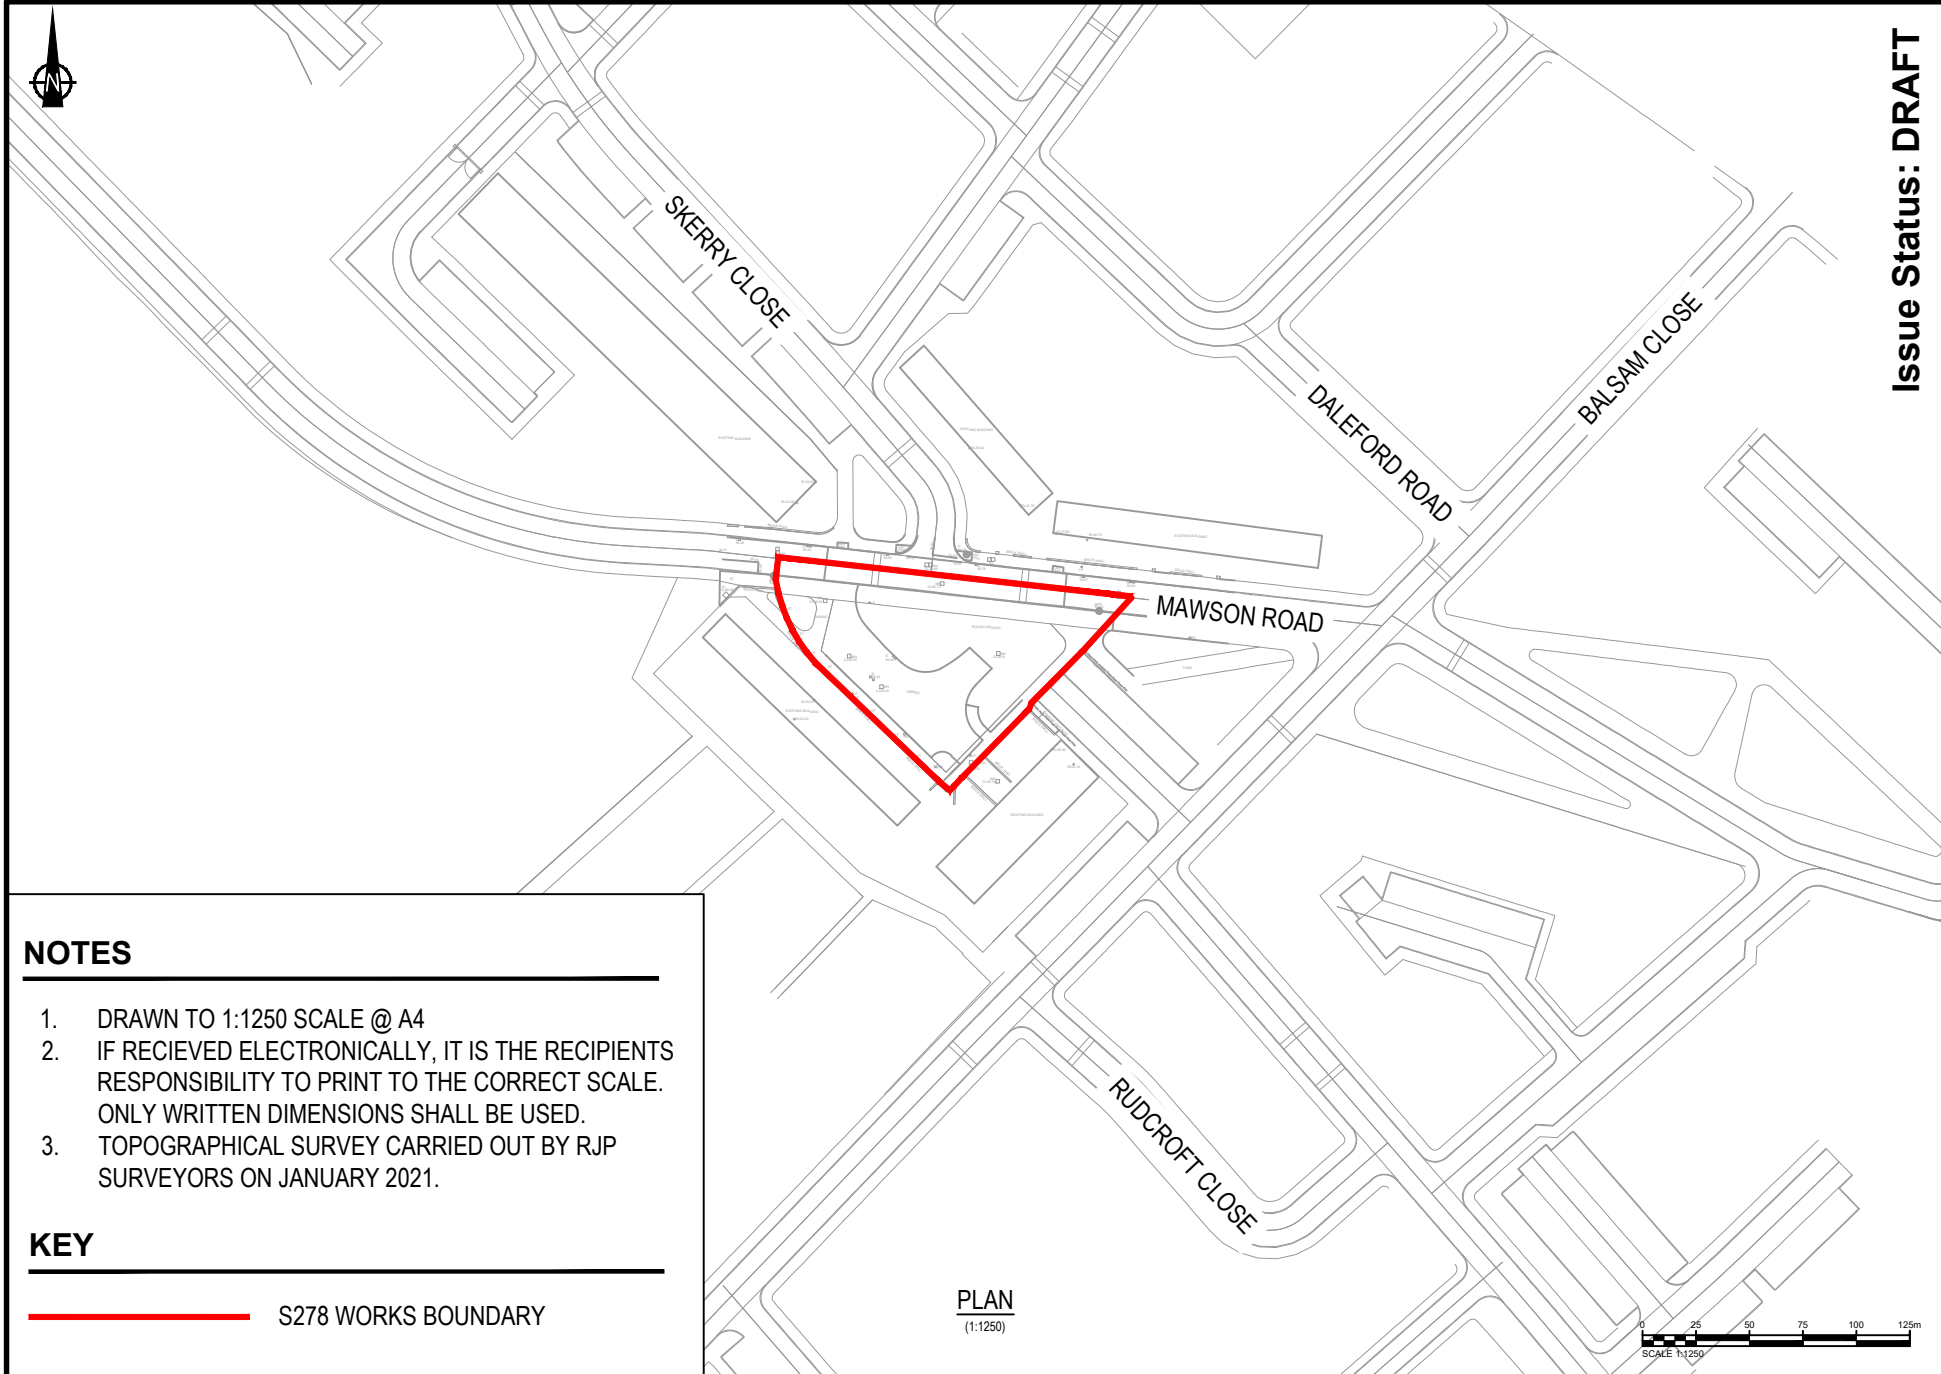 N
Issue Status: DRAFT
SKERRY CLOSE
DALEFORD ROAD
BALSAM CLOSE
MAWSON ROAD
RUDCROFT CLOSE
NOTES
1. DRAWN TO 1:1250 SCALE @ A4
2. IF RECIEVED ELECTRONICALLY, IT IS THE RECIPIENTS
RESPONSIBILITY TO PRINT TO THE CORRECT SCALE.
ONLY WRITTEN DIMENSIONS SHALL BE USED.
3. TOPOGRAPHICAL SURVEY CARRIED OUT BY RJP
SURVEYORS ON JANUARY 2021.
KEY
S278 WORKS BOUNDARY
PLAN
(1:1250)
0 25 50 75 100 125m
SCALE 1:1250